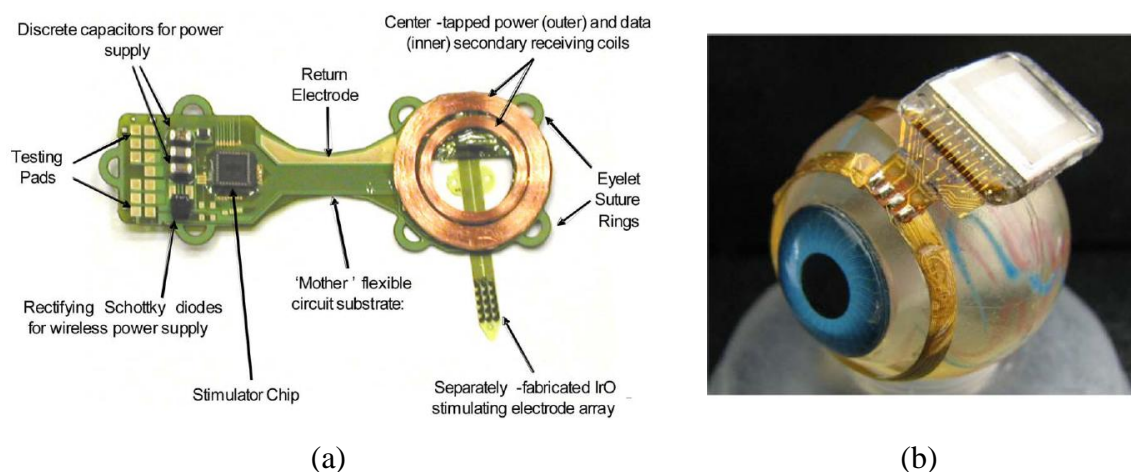 Discrete capacitors for power
supply
Center -tapped power (outer) and data
(inner) secondary receiving coils
Return
Electrode
Testing
Pads
Eyelet
Suture
Rings
'Mother' flexible
circuit substrate:
Rectifying Schottky diodes
for wireless power supply
Stimulator Chip
Separately -fabricated IrO
stimulating electrode array
(a)
(b)